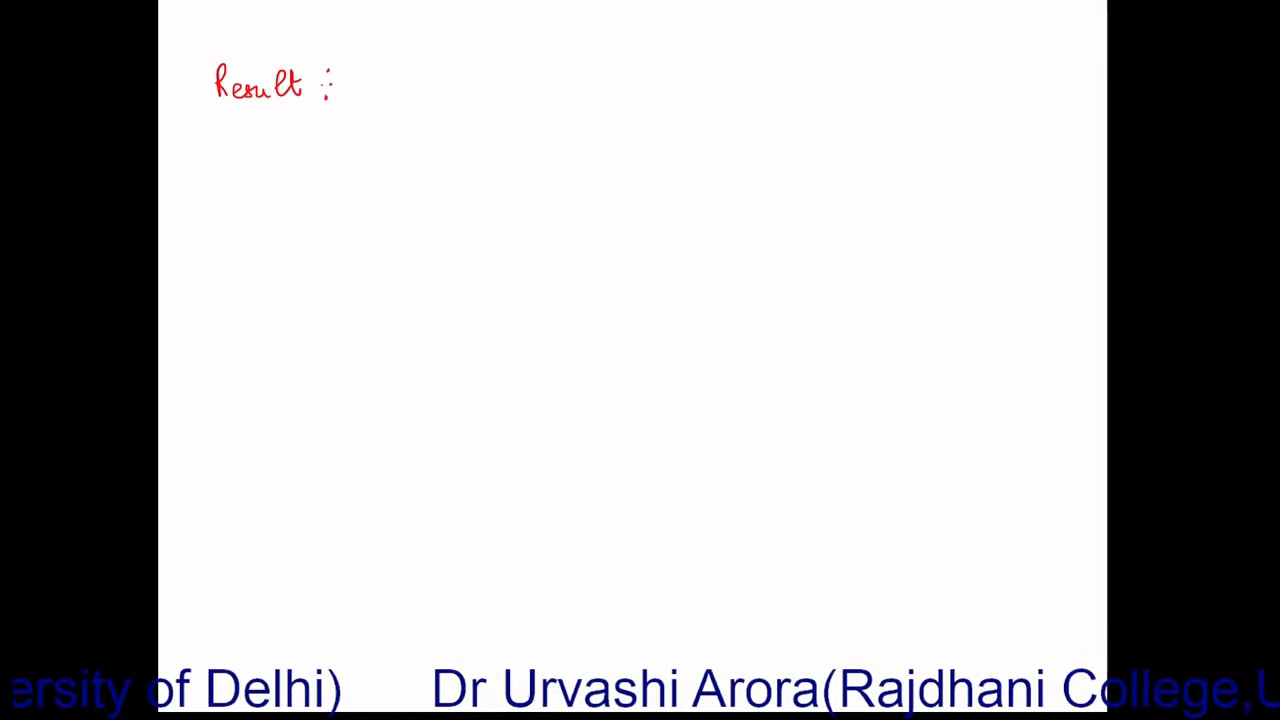 Result :-
ersity of Delhi) Dr Urvashi Arora(Rajdhani College,U